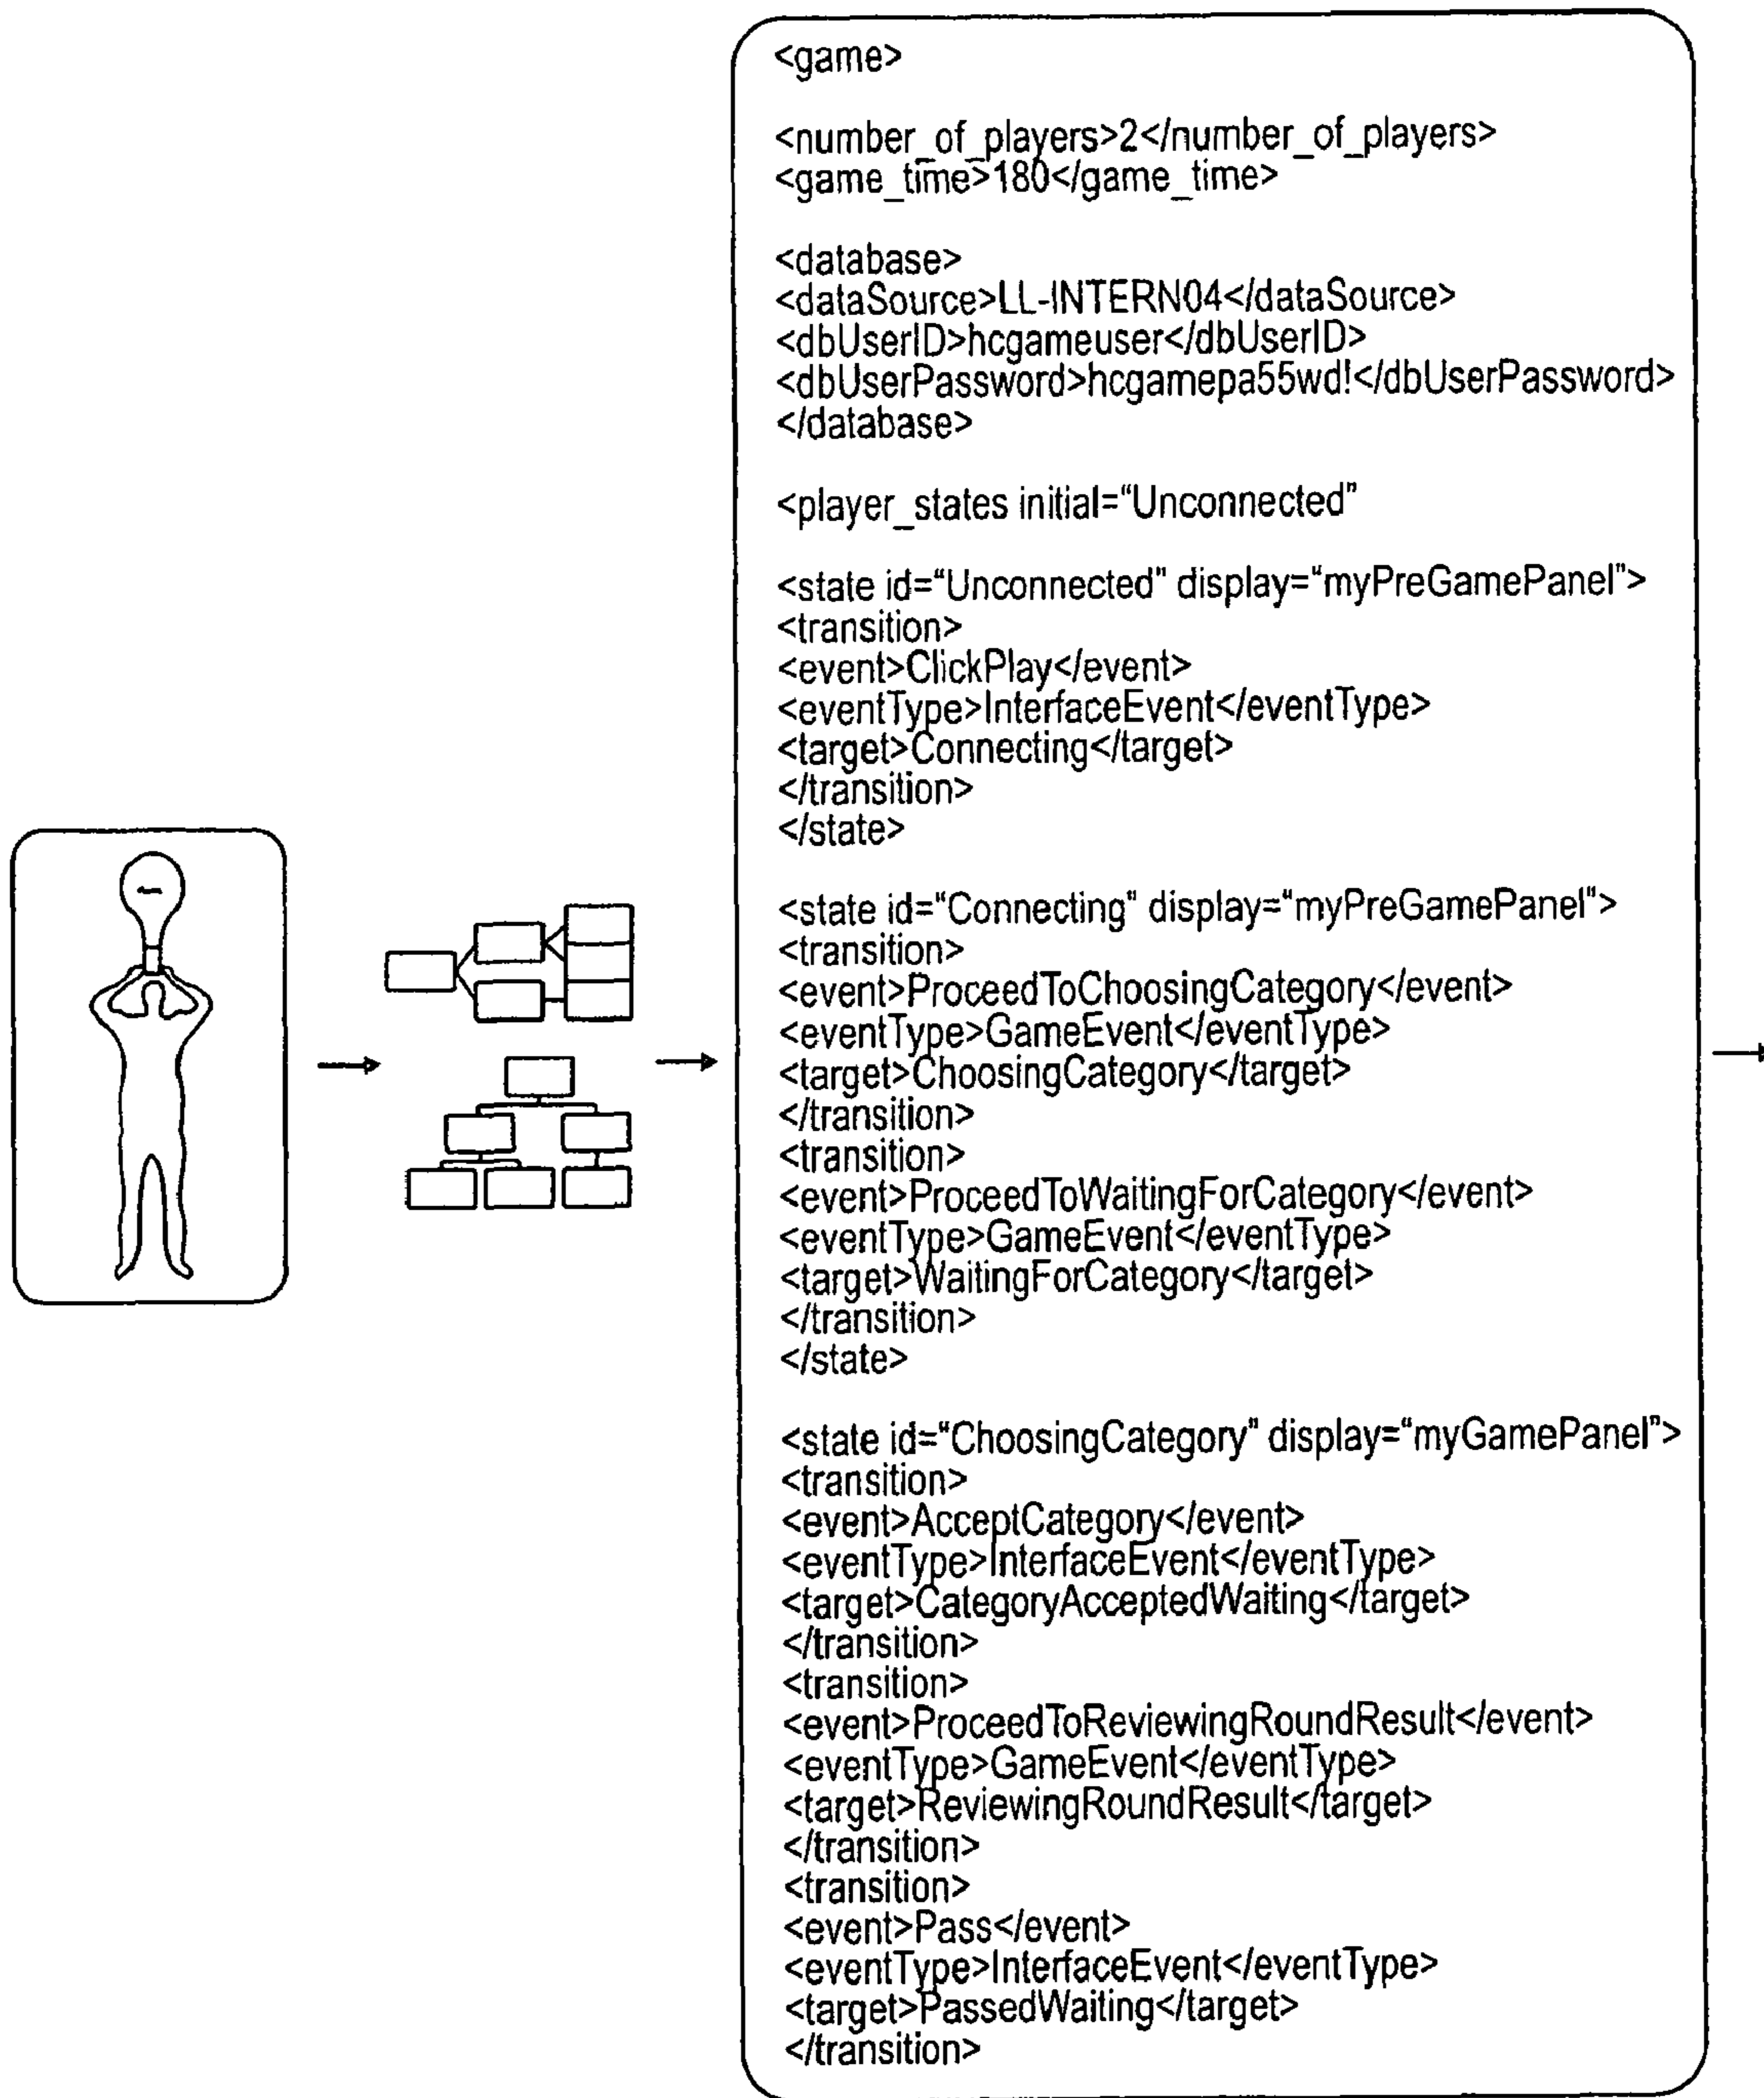 <game>
<number_of_players>2</number_of_players>
<game_time>180</game_time>
<database>
<dataSource>LL-INTERN04</dataSource>
<dbUserID>hcgameuser</dbUserID>
<dbUserPassword>hcgamepa55wd!</dbUserPassword>
</database>
<player_states initial="Unconnected"
<state id="Unconnected" display="myPreGamePanel">
<transition>
<event>ClickPlay</event>
<eventType>InterfaceEvent</eventType>
<target>Connecting</target>
</transition>
</state>
<state id="Connecting" display="myPreGamePanel">
<transition>
<event>ProceedToChoosingCategory</event>
<eventType>GameEvent</eventType>
<target>ChoosingCategory</target>
</transition>
<transition>
<event>ProceedToWaitingForCategory</event>
<eventType>GameEvent</eventType>
<target>WaitingForCategory</target>
</transition>
</state>
<state id="ChoosingCategory" display="myGamePanel">
<transition>
<event>AcceptCategory</event>
<eventType>InterfaceEvent</eventType>
<target>CategoryAcceptedWaiting</target>
</transition>
<transition>
<event>ProceedToReviewingRoundResult</event>
<eventType>GameEvent</eventType>
<target>ReviewingRoundResult</target>
</transition>
<transition>
<event>Pass</event>
<eventType>InterfaceEvent</eventType>
<target>PassedWaiting</target>
</transition>